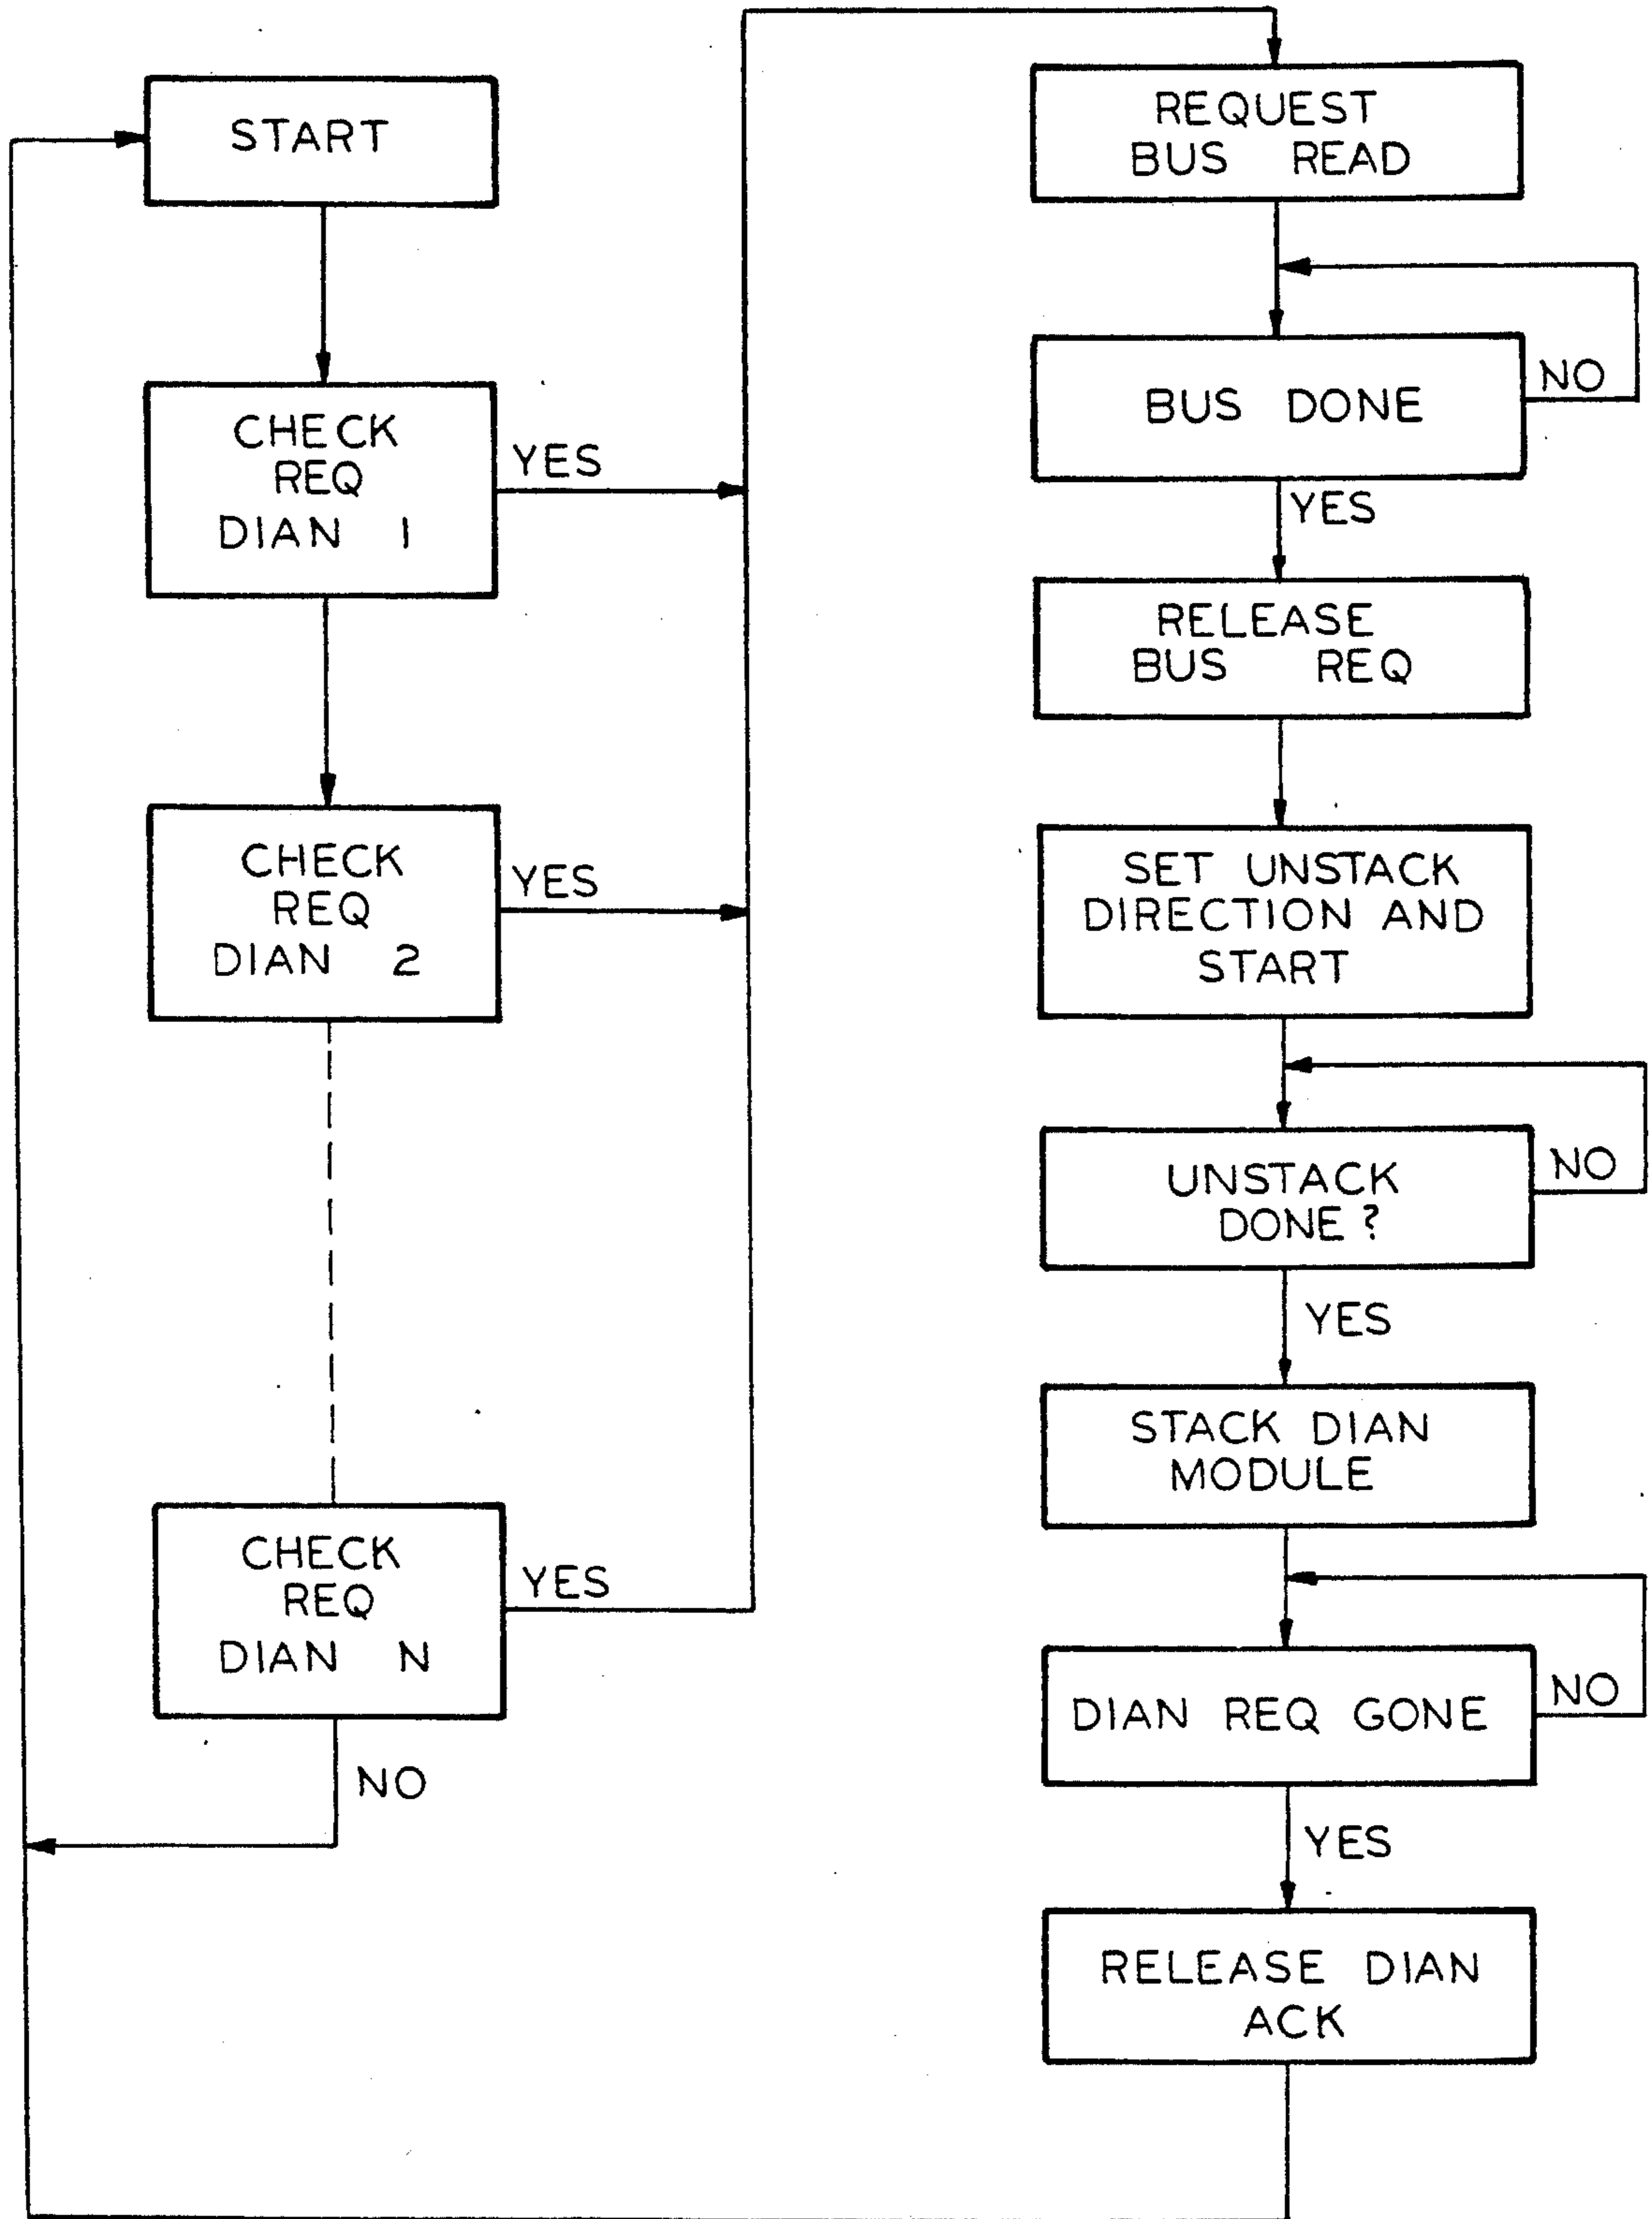 START
CHECK
REQ
DIAN 1
YES
CHECK
REQ
DIAN 2
YES
CHECK
REQ
DIAN N
YES
NO
REQUEST
BUS READ
BUS DONE
NO
YES
RELEASE
BUS REQ
SET UNSTACK
DIRECTION AND
START
UNSTACK
DONE?
NO
YES
STACK DIAN
MODULE
DIAN REQ GONE
NO
YES
RELEASE DIAN
ACK